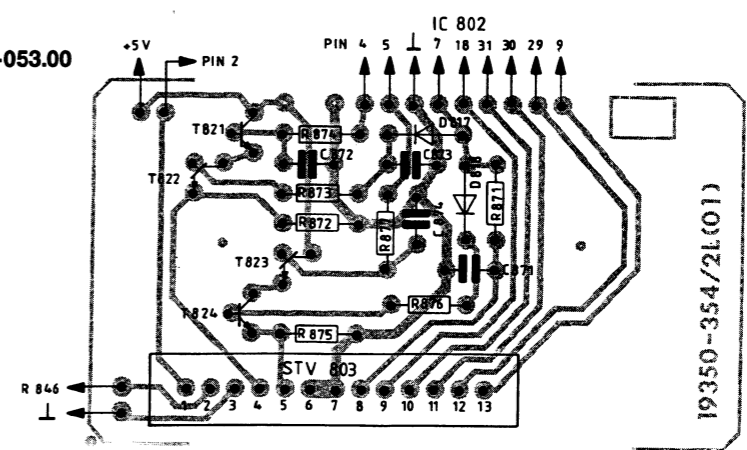 IC 802
-053.00
+5V
PIN 2
PIN 4 5 ⊥ 7 18 31 30 29 9
D817
T821
R874
C872
C873
T822
R873
R871
R872
R877
T823
C871
T824
R876
R875
STV 803
R 846
⊥
1 2 3 4 5 6 7 8 9 10 11 12 13
19350-354/2L(01)